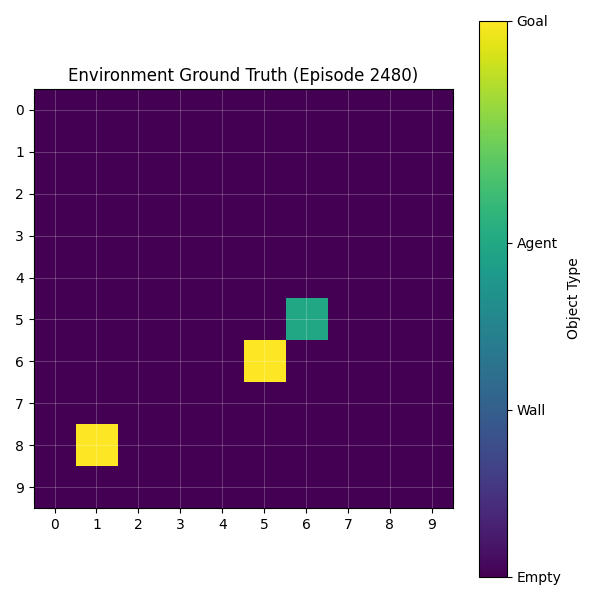 Environment Ground Truth (Episode 2480)
0
1
2
3
4
5
6
7
8
9
0 1 2 3 4 5 6 7 8 9
Goal
Agent
Wall
Empty
Object Type